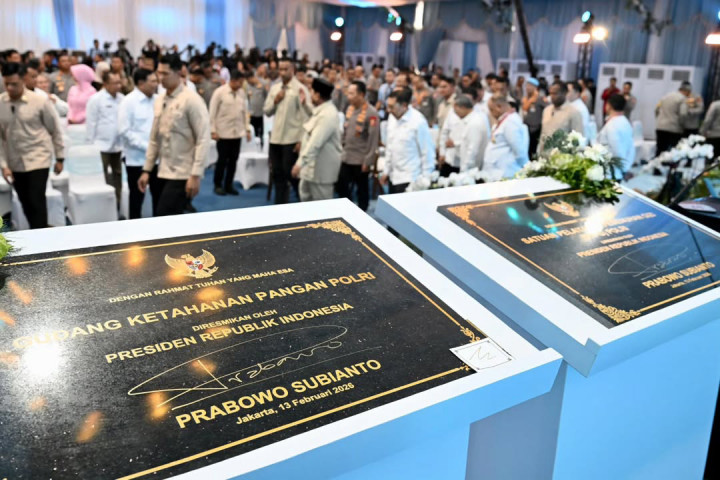 DENGAN RAHMAT TUHAN YANG MAHA ESA
GUDANG KETAHANAN PANGAN POLRI
DIRESMIKAN OLEH
PRESIDEN REPUBLIK INDONESIA
PRABOWO SUBIANTO
Jakarta, 13 Februari 2026
SATUAN
POLRI
PRESIDEN REPUBLIK INDONESIA
PRABOWO SUBIANTO